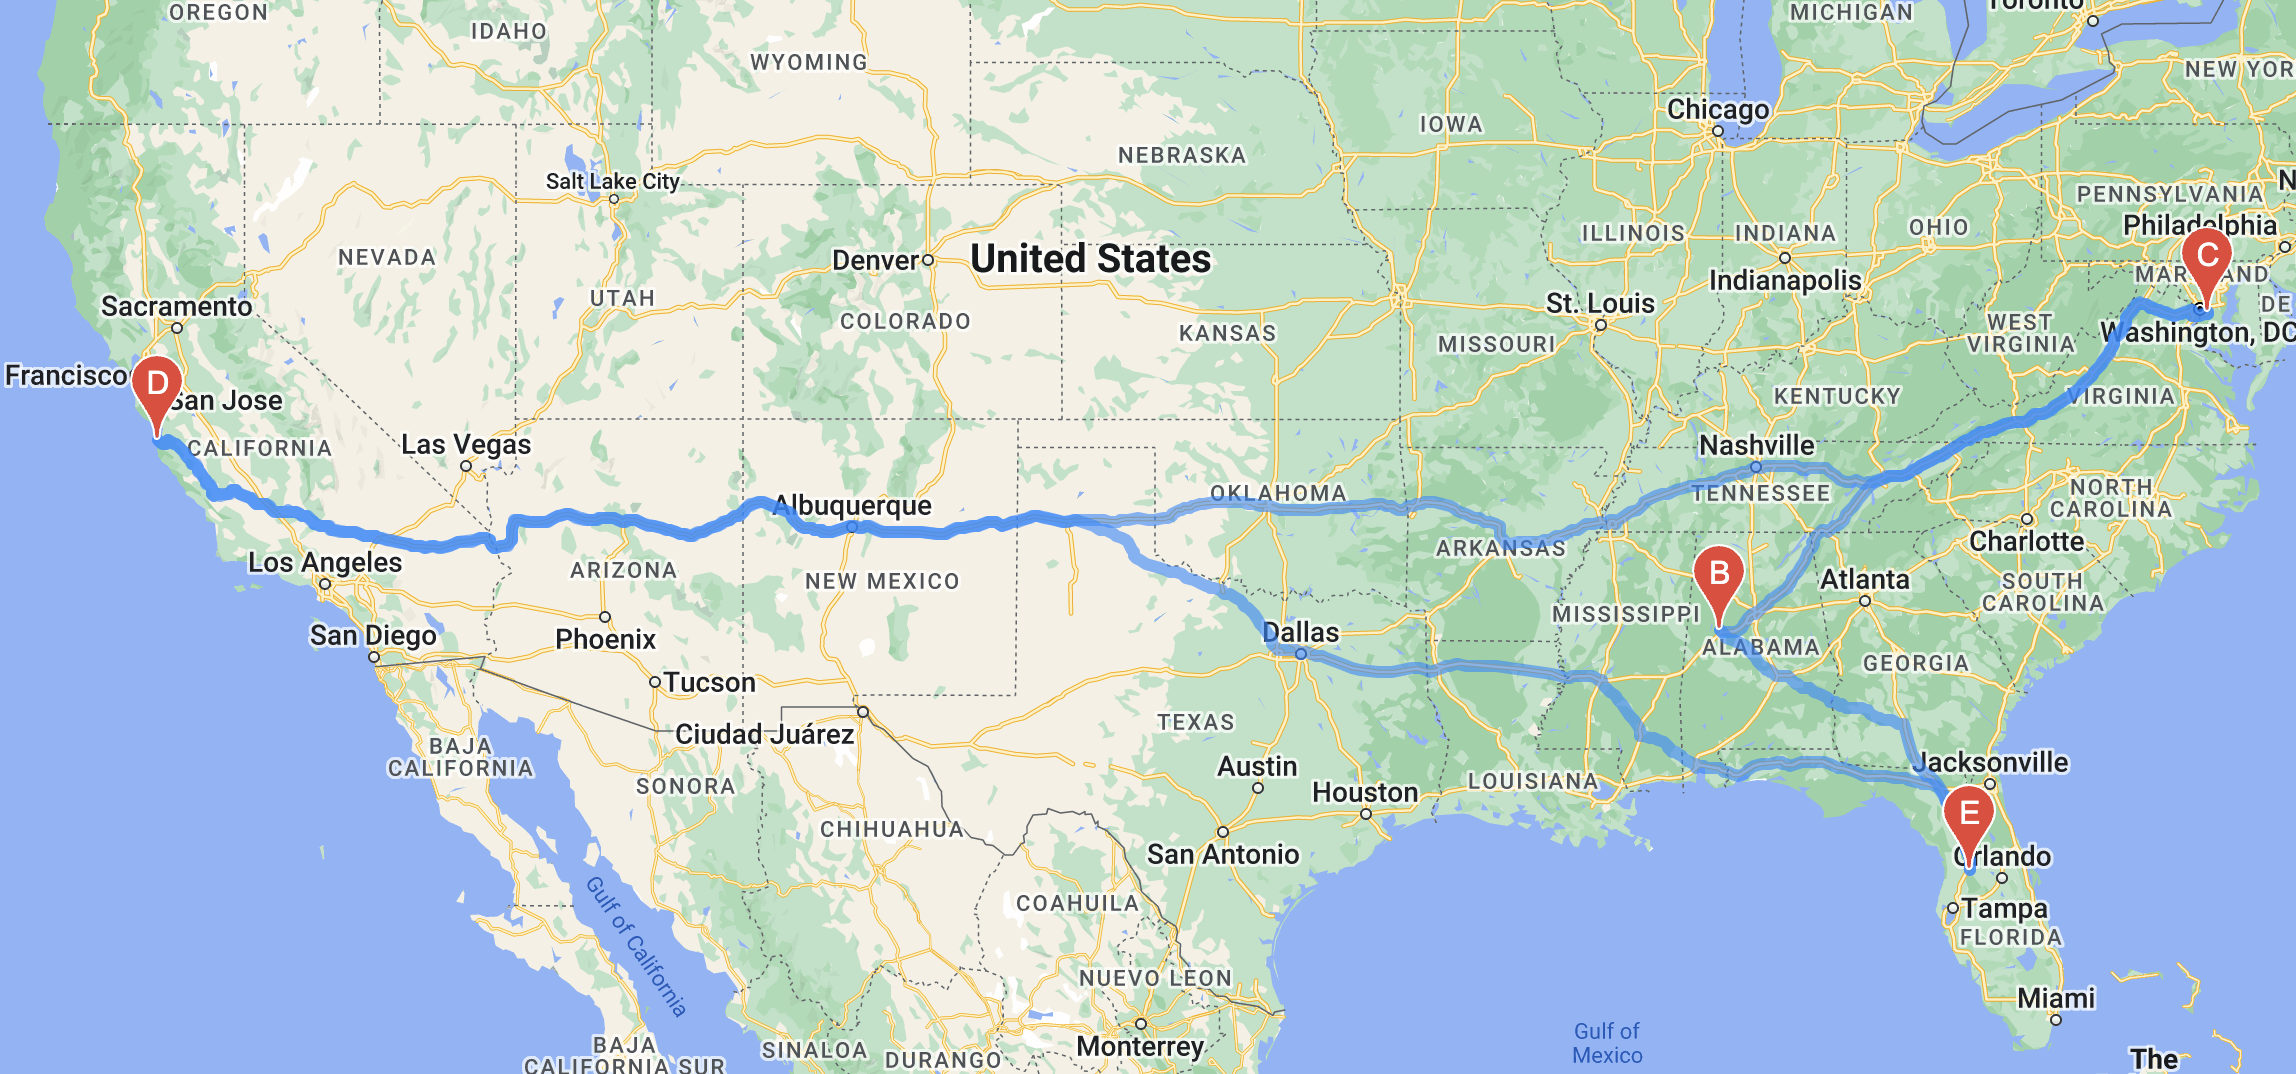 OREGON
IDAHO
WYOMING
MICHIGAN
Toronto
NEW YOR
Chicago
IOWA
NEBRASKA
Salt Lake City
PENNSYLVANIA
N
Philadelphia
ILLINOIS
INDIANA
OHIO
NEVADA
Denver
United States
C
Indianapolis
MARYLAND
UTAH
Sacramento
St. Louis
DE
COLORADO
KANSAS
MISSOURI
WEST
VIRGINIA
Washington, DC
Francisco
D
San Jose
KENTUCKY
VIRGINIA
CALIFORNIA
Las Vegas
Nashville
OKLAHOMA
TENNESSEE
NORTH
CAROLINA
Albuquerque
ARKANSAS
Charlotte
Los Angeles
ARIZONA
NEW MEXICO
B
Atlanta
SOUTH
CAROLINA
MISSISSIPPI
San Diego
Phoenix
Dallas
ALABAMA
GEORGIA
Tucson
TEXAS
Ciudad Juárez
BAJA
CALIFORNIA
SONORA
Austin
Houston
LOUISIANA
Jacksonville
CHIHUAHUA
E
San Antonio
Orlando
COAHUILA
Tampa
FLORIDA
Gulf of California
NUEVO LEON
Miami
BAJA
CALIFORNIA SUR
SINALOA
DURANGO
Monterrey
Gulf of
Mexico
The